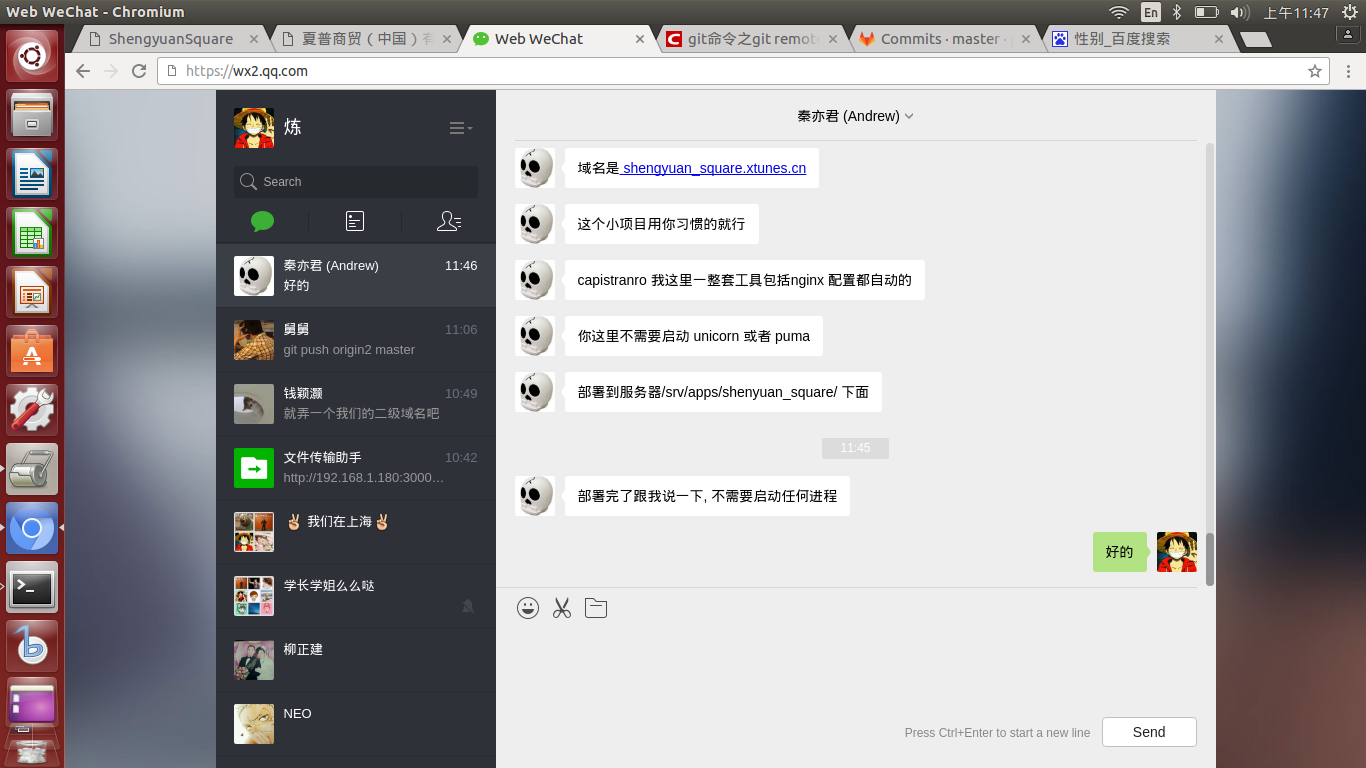 Web WeChat - Chromium
En
上午11:47
ShengyuanSquare
夏普商贸（中国）有
Web WeChat
git命令之git remote
Commits · master ·
性别_百度搜索
https://wx2.qq.com
炼
Search
秦亦君 (Andrew)
11:46
好的
舅舅
11:06
git push origin2 master
钱颖灏
10:49
就弄一个我们的二级域名吧
文件传输助手
10:42
http://192.168.1.180:3000…
我们在上海
学长学姐么么哒
柳正建
NEO
秦亦君 (Andrew)
域名是 shengyuan_square.xtunes.cn
这个小项目用你习惯的就行
capistranro 我这里一整套工具包括nginx 配置都自动的
你这里不需要启动 unicorn 或者 puma
部署到服务器/srv/apps/shenyuan_square/ 下面
11:45
部署完了跟我说一下, 不需要启动任何进程
好的
Press Ctrl+Enter to start a new line
Send